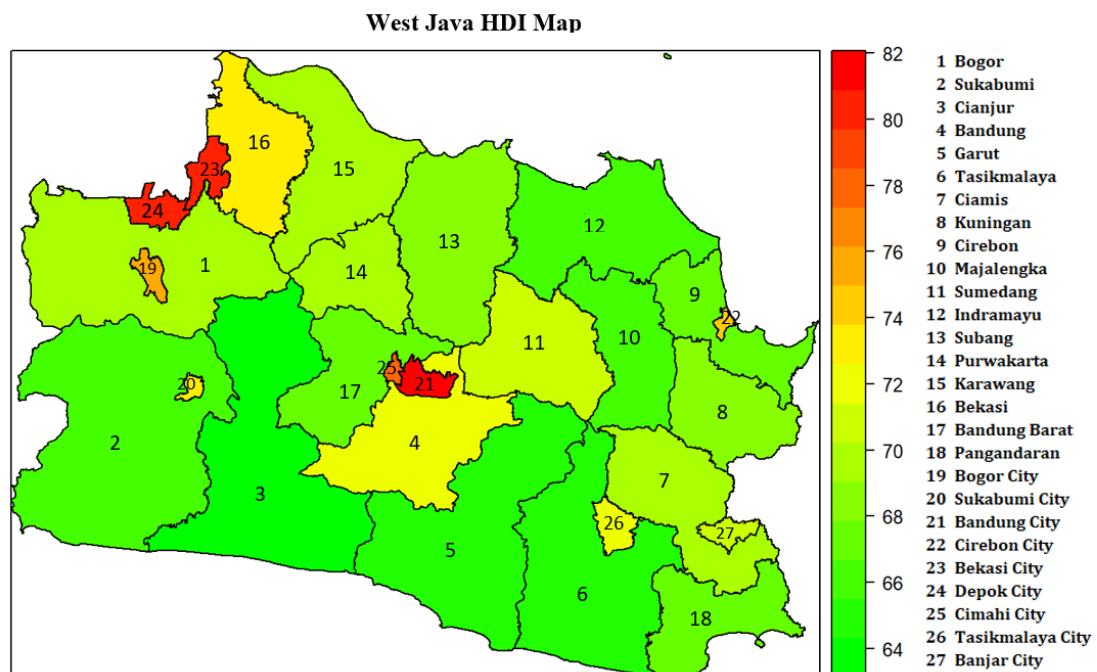 West Java HDI Map
16
15
23
24
12
13
19
1
14
9
22
10
11
25
21
20
17
8
4
2
7
3
26
27
5
6
18
82
80
78
76
74
72
70
68
66
64
1 Bogor
2 Sukabumi
3 Cianjur
4 Bandung
5 Garut
6 Tasikmalaya
7 Ciamis
8 Kuningan
9 Cirebon
10 Majalengka
11 Sumedang
12 Indramayu
13 Subang
14 Purwakarta
15 Karawang
16 Bekasi
17 Bandung Barat
18 Pangandaran
19 Bogor City
20 Sukabumi City
21 Bandung City
22 Cirebon City
23 Bekasi City
24 Depok City
25 Cimahi City
26 Tasikmalaya City
27 Banjar City